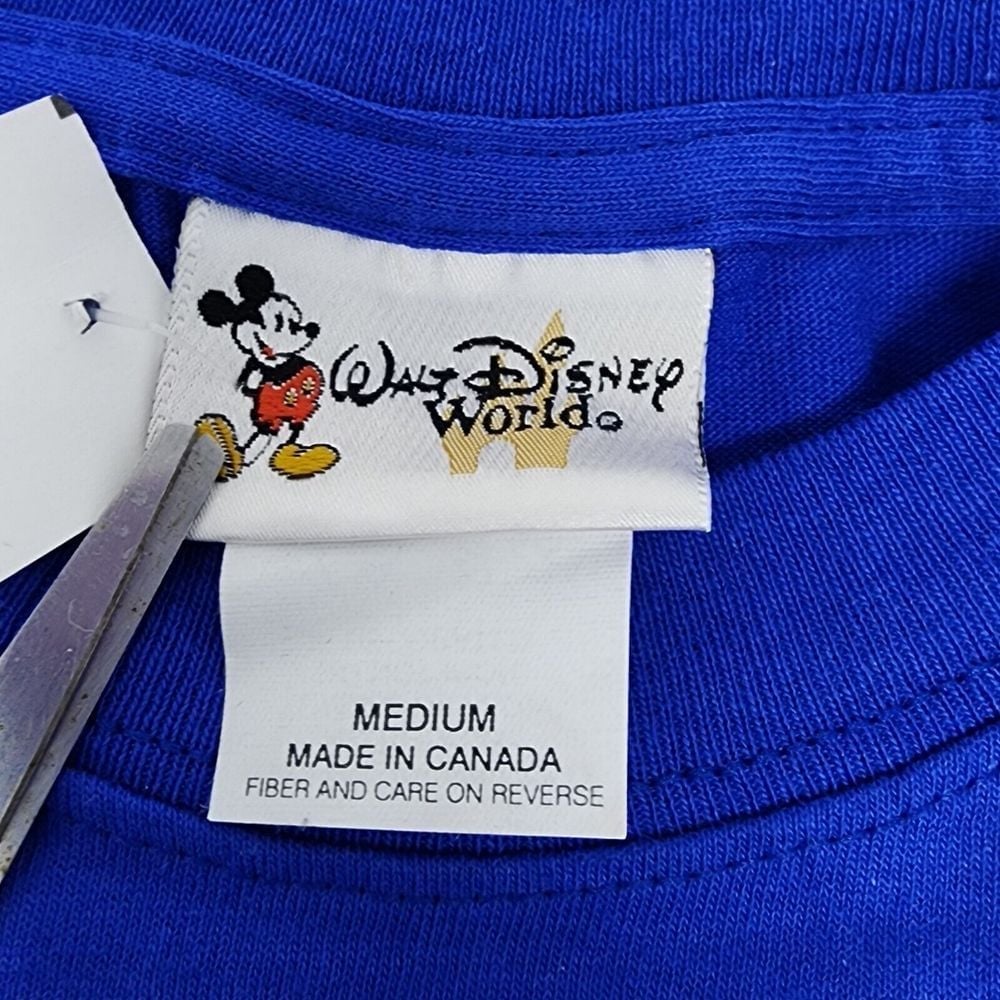 Walt Disney
World
MEDIUM
MADE IN CANADA
FIBER AND CARE ON REVERSE